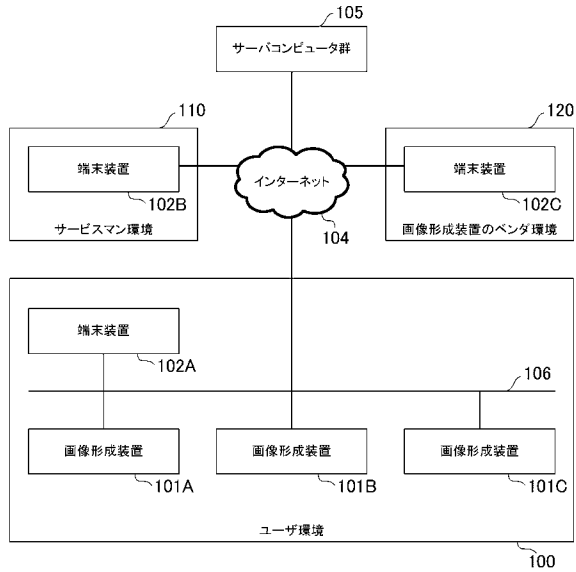 105
サーバコンピュータ群
110
端末装置
102B
サービスマン環境
インターネット
104
120
端末装置
102C
画像形成装置のベンダ環境
端末装置
102A
106
画像形成装置
101A
画像形成装置
101B
画像形成装置
101C
ユーザ環境
100